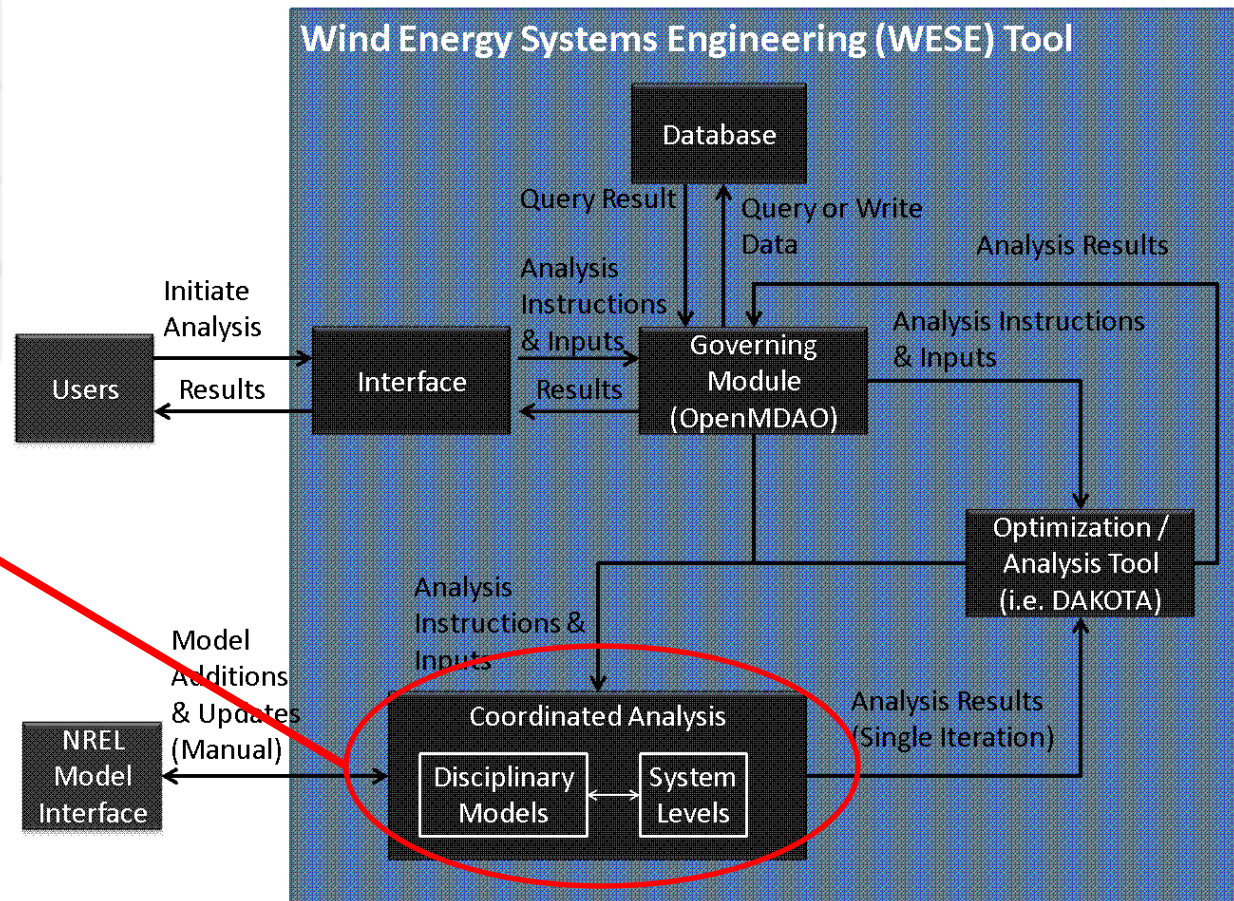 Wind Energy Systems Engineering (WESE) Tool
Database
Query Result
Query or Write
Data
Analysis Results
Initiate
Analysis
Analysis
Instructions
& Inputs
Analysis Instructions
& Inputs
Users
Results
Interface
Results
Governing
Module
(OpenMDAO)
Optimization /
Analysis Tool
(i.e. DAKOTA)
Analysis
Instructions &
Inputs
Model
Additions
& Updates
(Manual)
NREL
Model
Interface
Coordinated Analysis
Disciplinary
Models
System
Levels
Analysis Results
(Single Iteration)